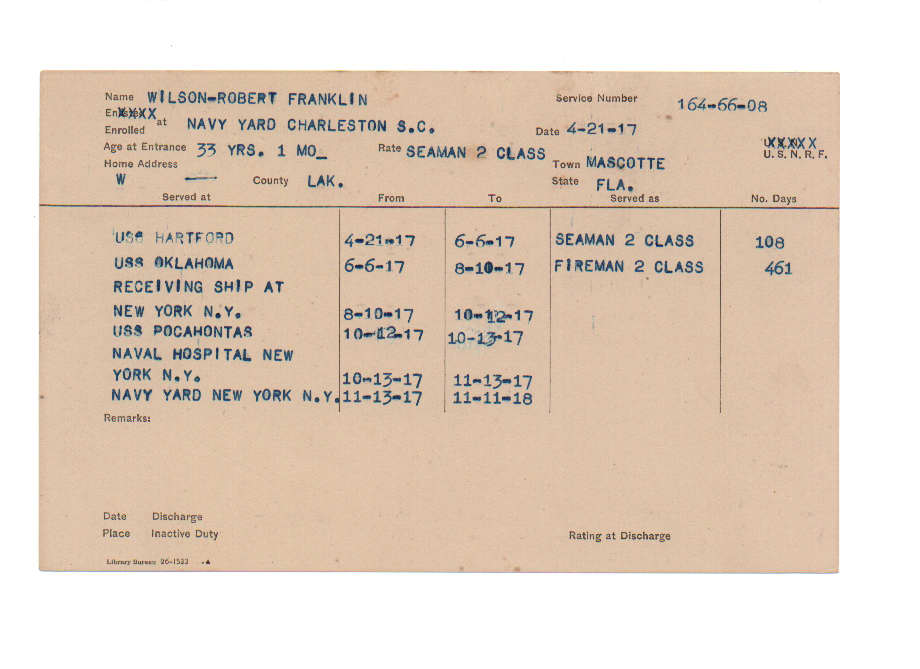 Name WILSON-ROBERT FRANKLIN Service Number 164-66-08
Enrolled at NAVY YARD CHARLESTON S.C. Date 4-21-17
Age at Entrance 33 YRS. 1 MO_ Rate SEAMAN 2 CLASS U. S. N. R. F.
Home Address Town MASCOTTE
W — County LAK. State FLA.
Served at From To Served as No. Days
USS HARTFORD 4-21-17 6-6-17 SEAMAN 2 CLASS 108
USS OKLAHOMA 6-6-17 8-10-17 FIREMAN 2 CLASS 461
RECEIVING SHIP AT
NEW YORK N.Y. 8-10-17 10-12-17
USS POCAHONTAS 10-12-17 10-13-17
NAVAL HOSPITAL NEW
YORK N.Y. 10-13-17 11-13-17
NAVY YARD NEW YORK N.Y. 11-13-17 11-11-18
Remarks:
Date Discharge
Place Inactive Duty Rating at Discharge
Library Bureau 26-1522